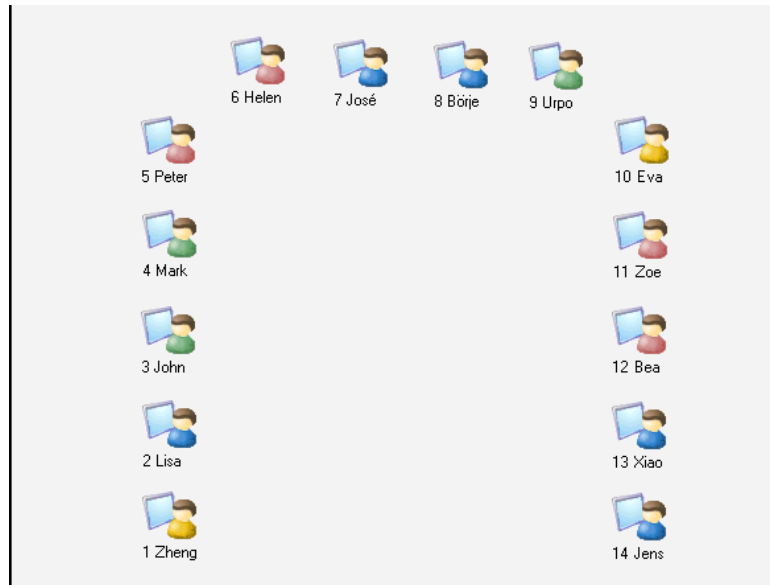 6 Helen
7 José
8 Börje
9 Urpo
5 Peter
10 Eva
4 Mark
11 Zoe
3 John
12 Bea
2 Lisa
13 Xiao
1 Zheng
14 Jens